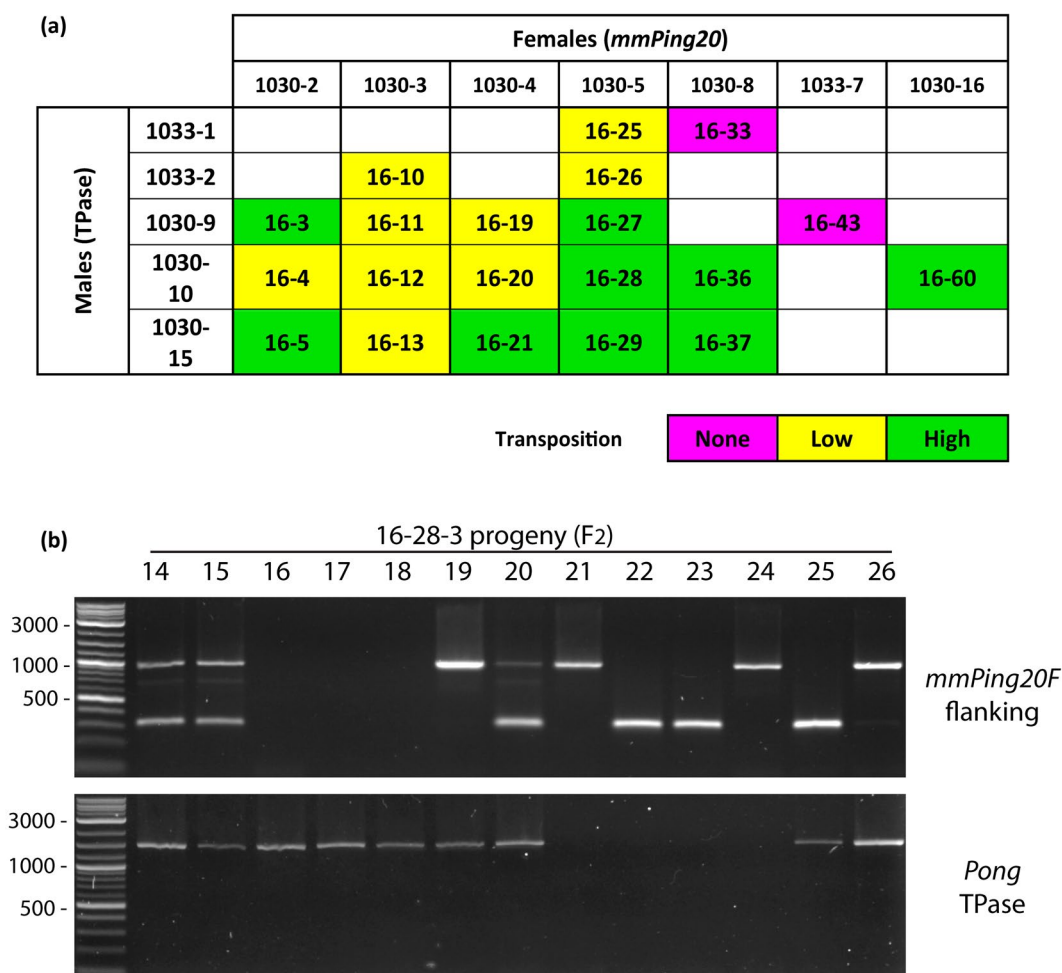 (a)
Females (mmPing20)
1030-2 1030-3 1030-4 1030-5 1030-8 1033-7 1030-16
Males (TPase)
1033-1 16-25 16-33
1033-2 16-10 16-26
1030-9 16-3 16-11 16-19 16-27 16-43
1030-
10 16-4 16-12 16-20 16-28 16-36 16-60
1030-
15 16-5 16-13 16-21 16-29 16-37
Transposition None Low High
(b)
16-28-3 progeny (F2)
14 15 16 17 18 19 20 21 22 23 24 25 26
3000 -
1000 -
500 -
mmPing20F
flanking
3000 -
1000 -
500 -
Pong
TPase